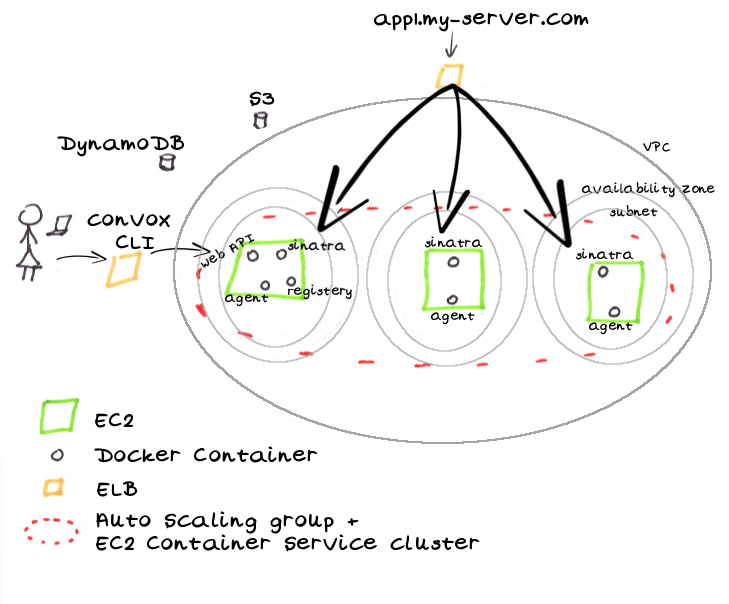 app1.my-server.com
S3
DynamoDB
VPC
availability zone
subnet
convox
CLI
web API
sinatra
agent
registery
sinatra
agent
sinatra
agent
EC2
Docker Container
ELB
Auto Scaling group +
EC2 Container Service cluster